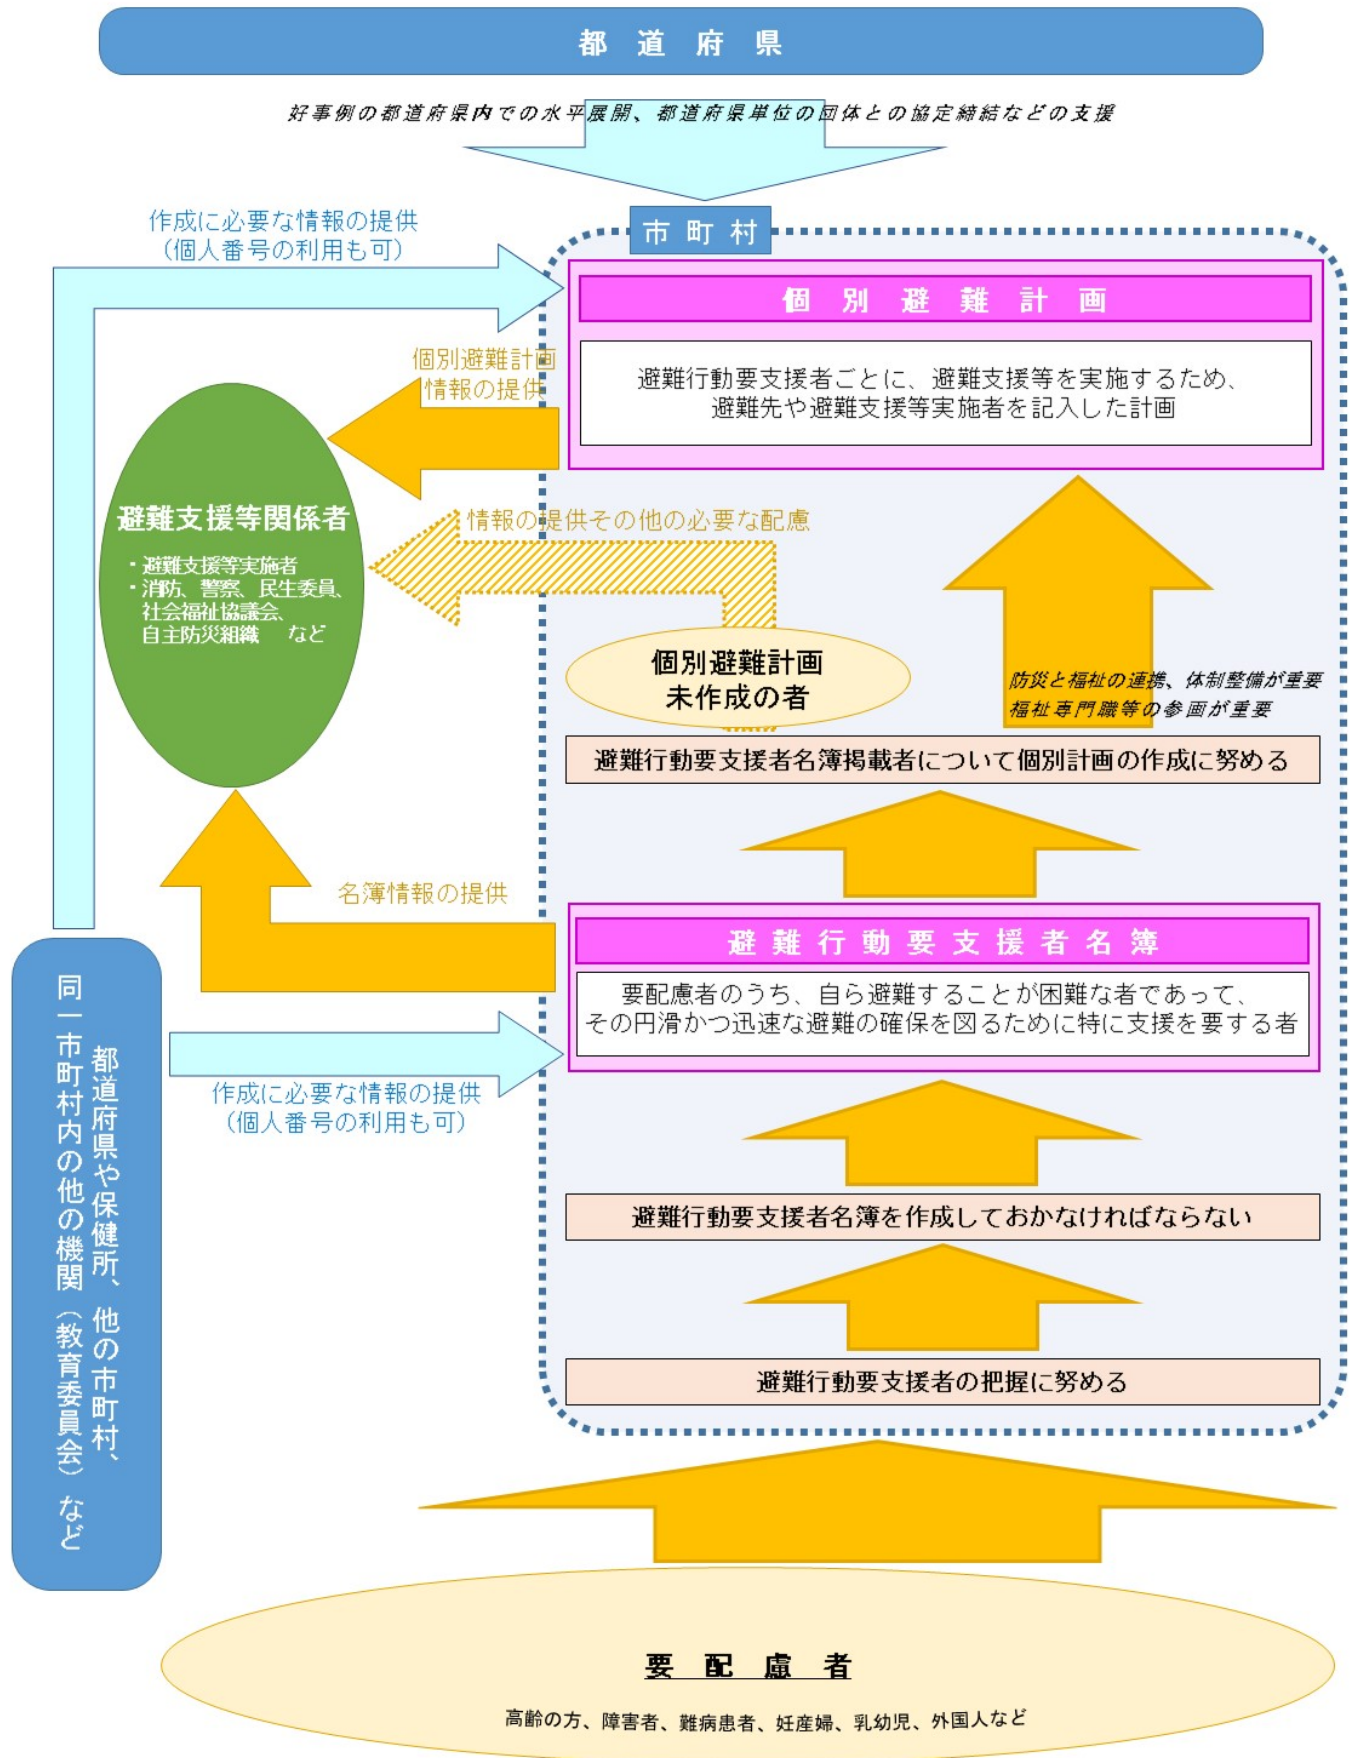 都道府県
好事例の都道府県内での水平展開、都道府県単位の団体との協定締結などの支援
作成に必要な情報の提供
（個人番号の利用も可）
市町村
個別避難計画
避難行動要支援者ごとに、避難支援等を実施するため、
避難先や避難支援等実施者を記入した計画
個別避難計画
情報の提供
避難支援等関係者
・避難支援等実施者
・消防、警察、民生委員、
社会福祉協議会、
自主防災組織　など
情報の提供その他の必要な配慮
個別避難計画
未作成の者
防災と福祉の連携、体制整備が重要
福祉専門職等の参画が重要
避難行動要支援者名簿掲載者について個別計画の作成に努める
名簿情報の提供
避難行動要支援者名簿
要配慮者のうち、自ら避難することが困難な者であって、
その円滑かつ迅速な避難の確保を図るために特に支援を要する者
都道府県や保健所、他の市町村、
同一市町村内の他の機関（教育委員会）など
作成に必要な情報の提供
（個人番号の利用も可）
避難行動要支援者名簿を作成しておかなければならない
避難行動要支援者の把握に努める
要配慮者
高齢の方、障害者、難病患者、妊産婦、乳幼児、外国人など